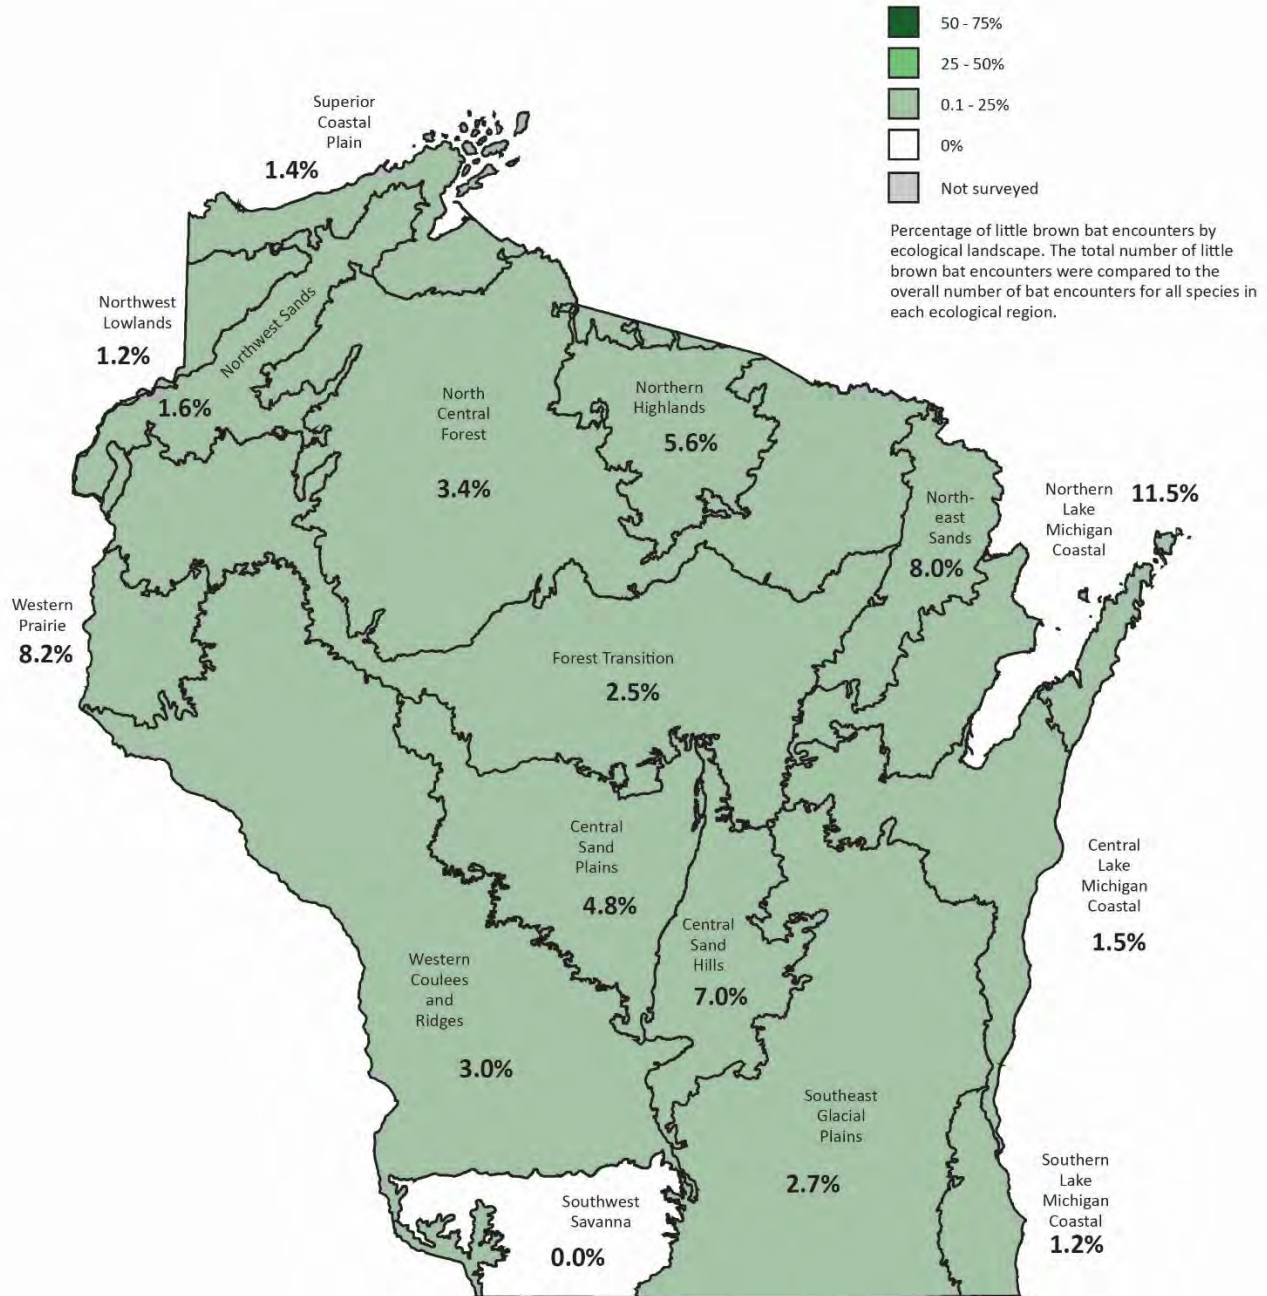 50 - 75%
25 - 50%
0.1 - 25%
0%
Not surveyed
Percentage of little brown bat encounters by
ecological landscape. The total number of little
brown bat encounters were compared to the
overall number of bat encounters for all species in
each ecological region.
Superior
Coastal
Plain
1.4%
Northwest
Lowlands
1.2%
Northwest Sands
1.6%
North
Central
Forest
3.4%
Northern
Highlands
5.6%
North-
east
Sands
8.0%
Northern
Lake
Michigan
Coastal
11.5%
Western
Prairie
8.2%
Forest Transition
2.5%
Central
Sand
Plains
4.8%
Central
Sand
Hills
7.0%
Central
Lake
Michigan
Coastal
1.5%
Western
Coulees
and
Ridges
3.0%
Southeast
Glacial
Plains
2.7%
Southern
Lake
Michigan
Coastal
1.2%
Southwest
Savanna
0.0%